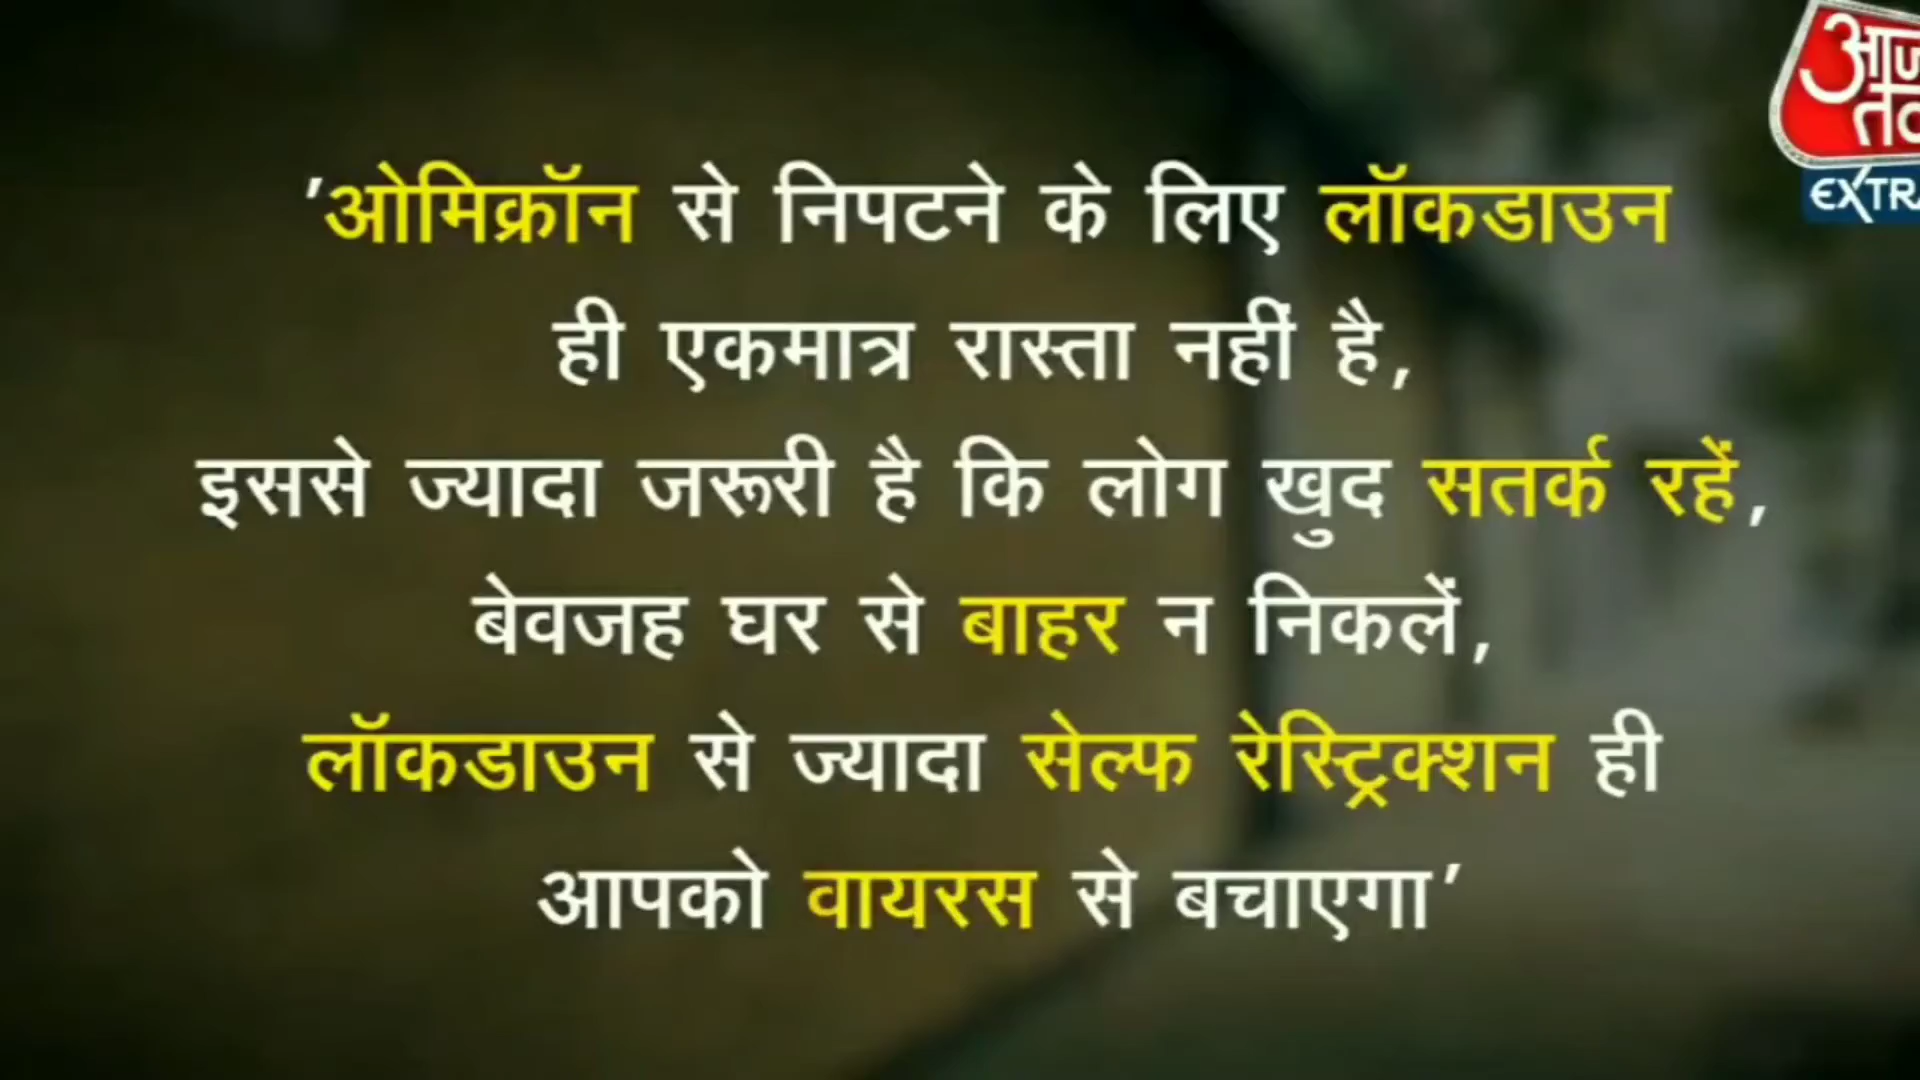 आज
EXTRA
'ओमिक्रॉन से निपटने के लिए लॉकडाउन
ही एकमात्र रास्ता नहीं है,
इससे ज्यादा जरूरी है कि लोग खुद सतर्क रहें,
बेवजह घर से बाहर न निकलें,
लॉकडाउन से ज्यादा सेल्फ रेस्ट्रिक्शन ही
आपको वायरस से बचाएगा'